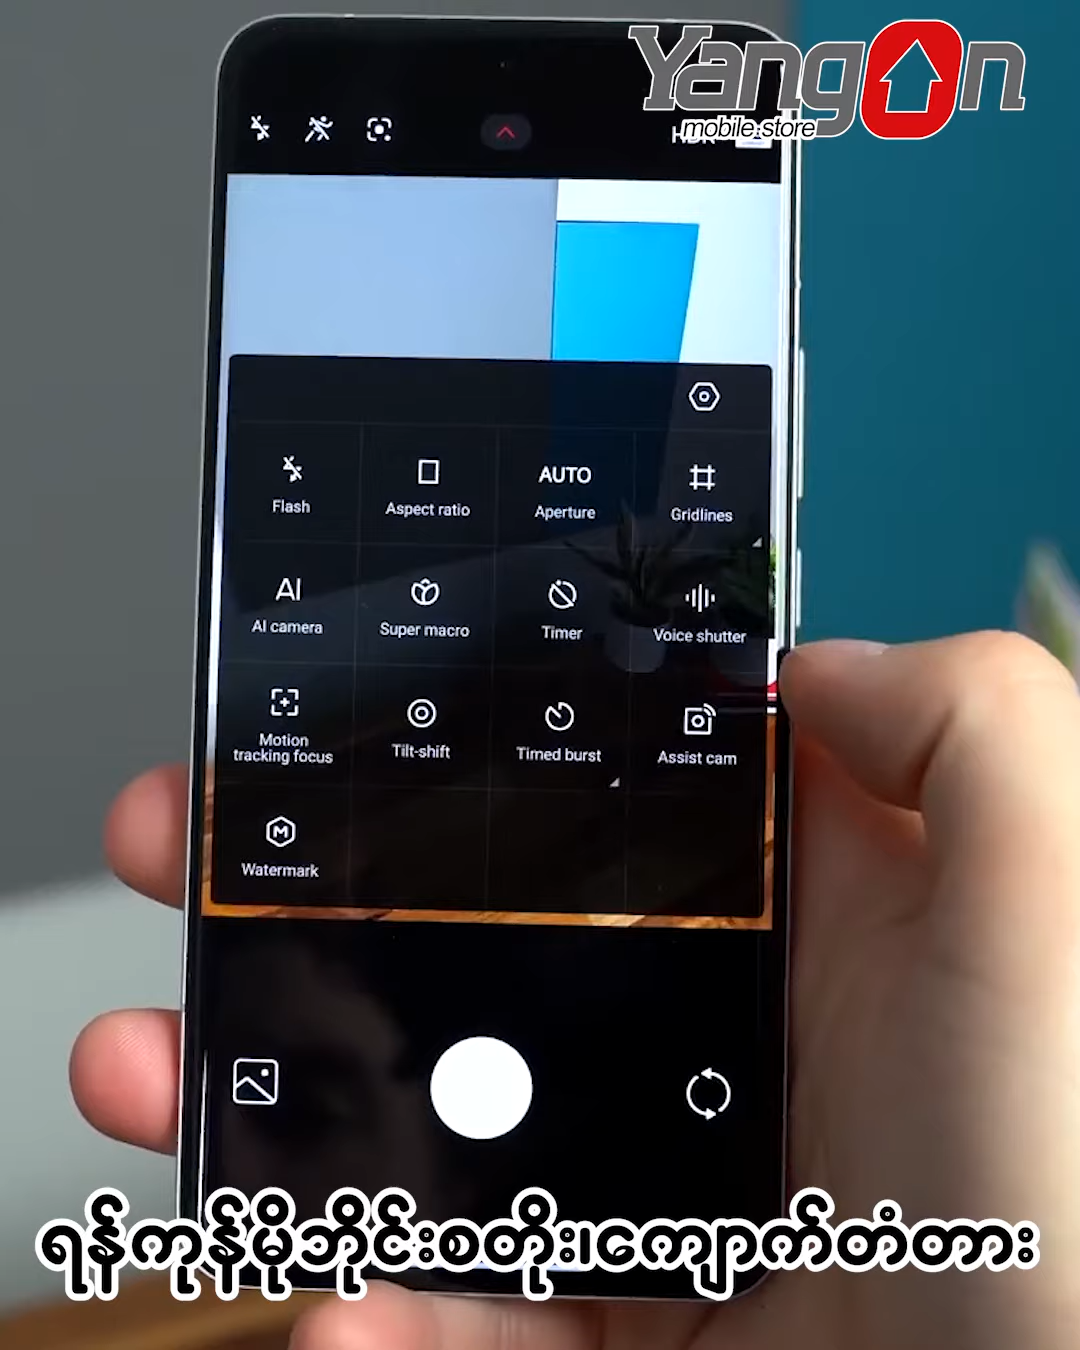 YangOn
mobile store
HDR
Flash
Aspect ratio
AUTO
Aperture
Gridlines
AI
AI camera
Super macro
Timer
Voice shutter
Motion
tracking focus
Tilt-shift
Timed burst
Assist cam
M
Watermark
ရန်ကုန်မိုဘိုင်းစတိုး၊ကျောက်တံတား